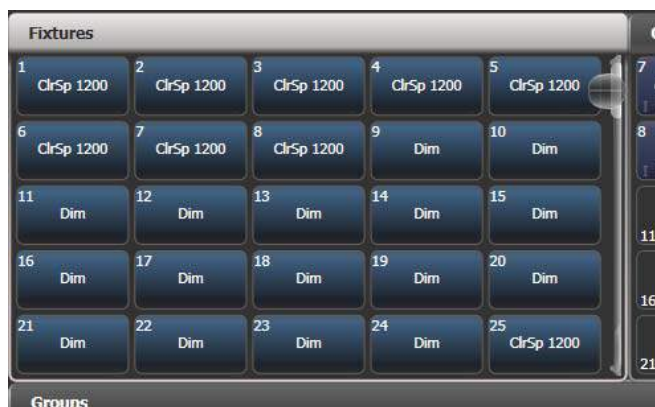 Fixtures
1 2 3 4 5 7
ClrSp 1200 ClrSp 1200 ClrSp 1200 ClrSp 1200 ClrSp 1200
6 7 8 9 10 8
ClrSp 1200 ClrSp 1200 ClrSp 1200 Dim Dim
11 12 13 14 15
Dim Dim Dim Dim Dim
11
16 17 18 19 20
Dim Dim Dim Dim Dim
16
21 22 23 24 25
Dim Dim Dim Dim ClrSp 1200
21
Groups